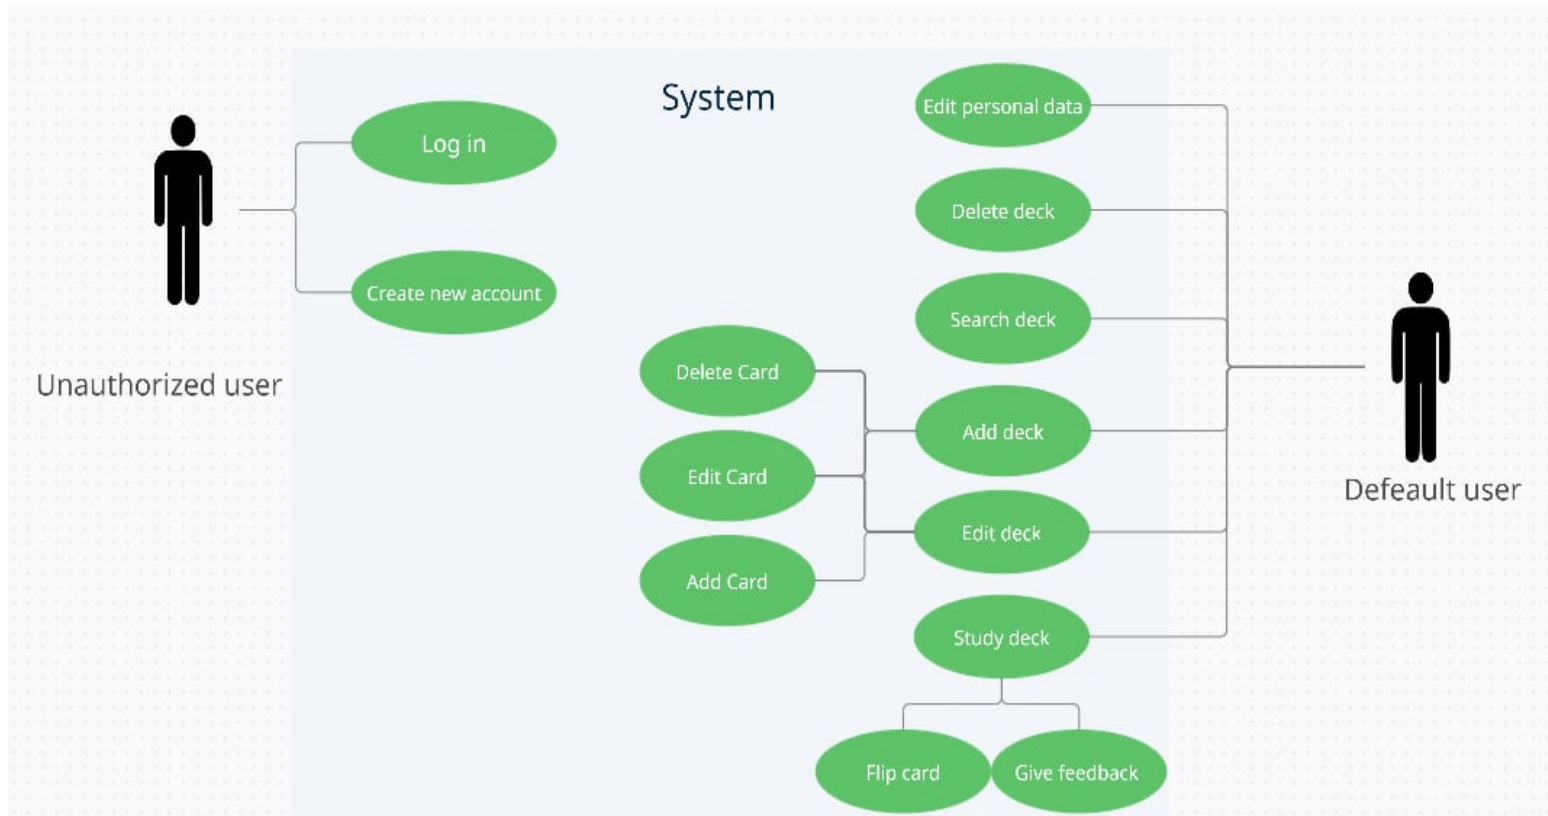 System
Log in
Create new account
Unauthorized user
Edit personal data
Delete deck
Search deck
Add deck
Edit deck
Study deck
Delete Card
Edit Card
Add Card
Flip card
Give feedback
Defeault user